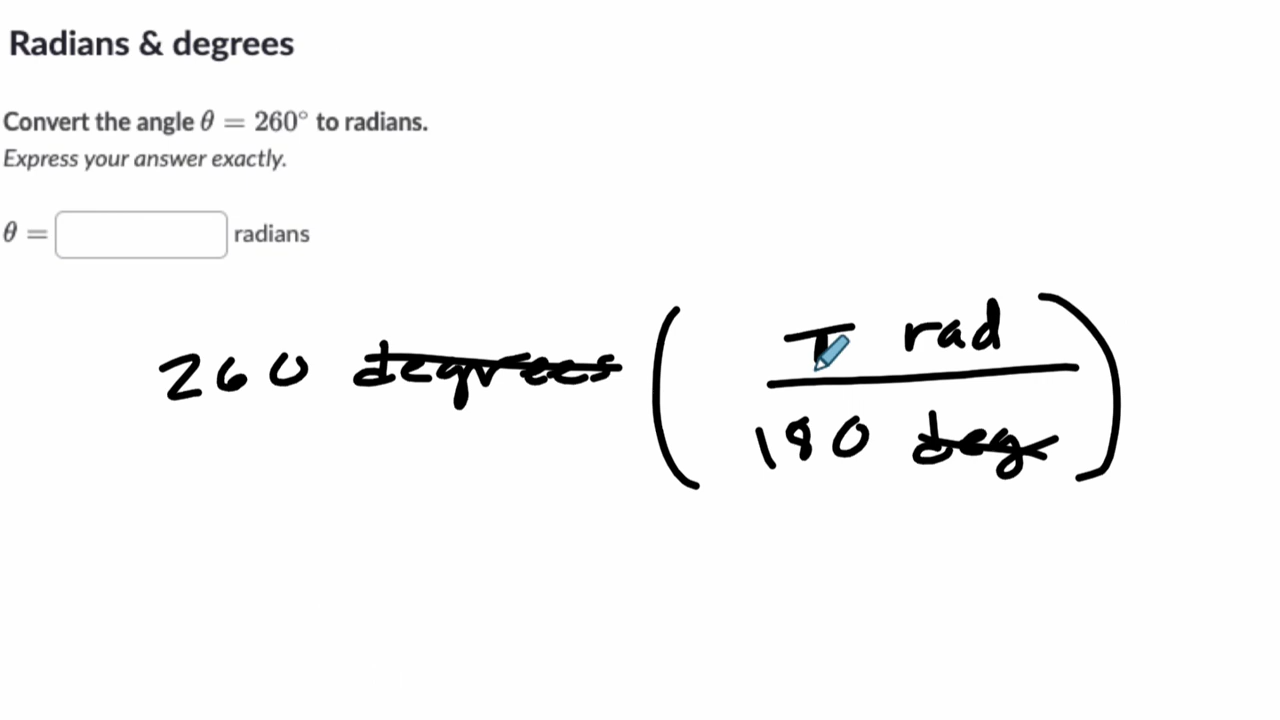 Radians & degrees
Convert the angle θ = 260° to radians.
Express your answer exactly.
θ = radians
260 degrees ( π rad
180 deg )